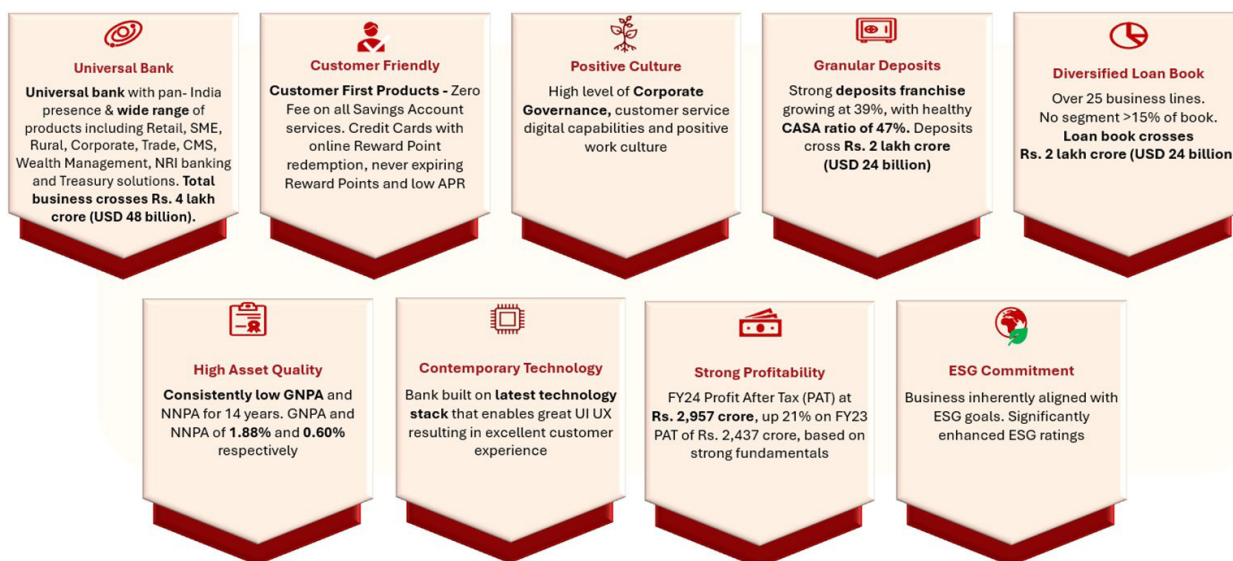 Universal Bank
Universal bank with pan- India
presence & wide range of
products including Retail, SME,
Rural, Corporate, Trade, CMS,
Wealth Management, NRI banking
and Treasury solutions. Total
business crosses Rs. 4 lakh
crore (USD 48 billion).
Customer Friendly
Customer First Products - Zero
Fee on all Savings Account
services. Credit Cards with
online Reward Point
redemption, never expiring
Reward Points and low APR
Positive Culture
High level of Corporate
Governance, customer service
digital capabilities and positive
work culture
Granular Deposits
Strong deposits franchise
growing at 39%, with healthy
CASA ratio of 47%. Deposits
cross Rs. 2 lakh crore
(USD 24 billion)
Diversified Loan Book
Over 25 business lines.
No segment >15% of book.
Loan book crosses
Rs. 2 lakh crore (USD 24 billion
High Asset Quality
Consistently low GNPA and
NNPA for 14 years. GNPA and
NNPA of 1.88% and 0.60%
respectively
Contemporary Technology
Bank built on latest technology
stack that enables great UI UX
resulting in excellent customer
experience
Strong Profitability
FY24 Profit After Tax (PAT) at
Rs. 2,957 crore, up 21% on FY23
PAT of Rs. 2,437 crore, based on
strong fundamentals
ESG Commitment
Business inherently aligned with
ESG goals. Significantly
enhanced ESG ratings